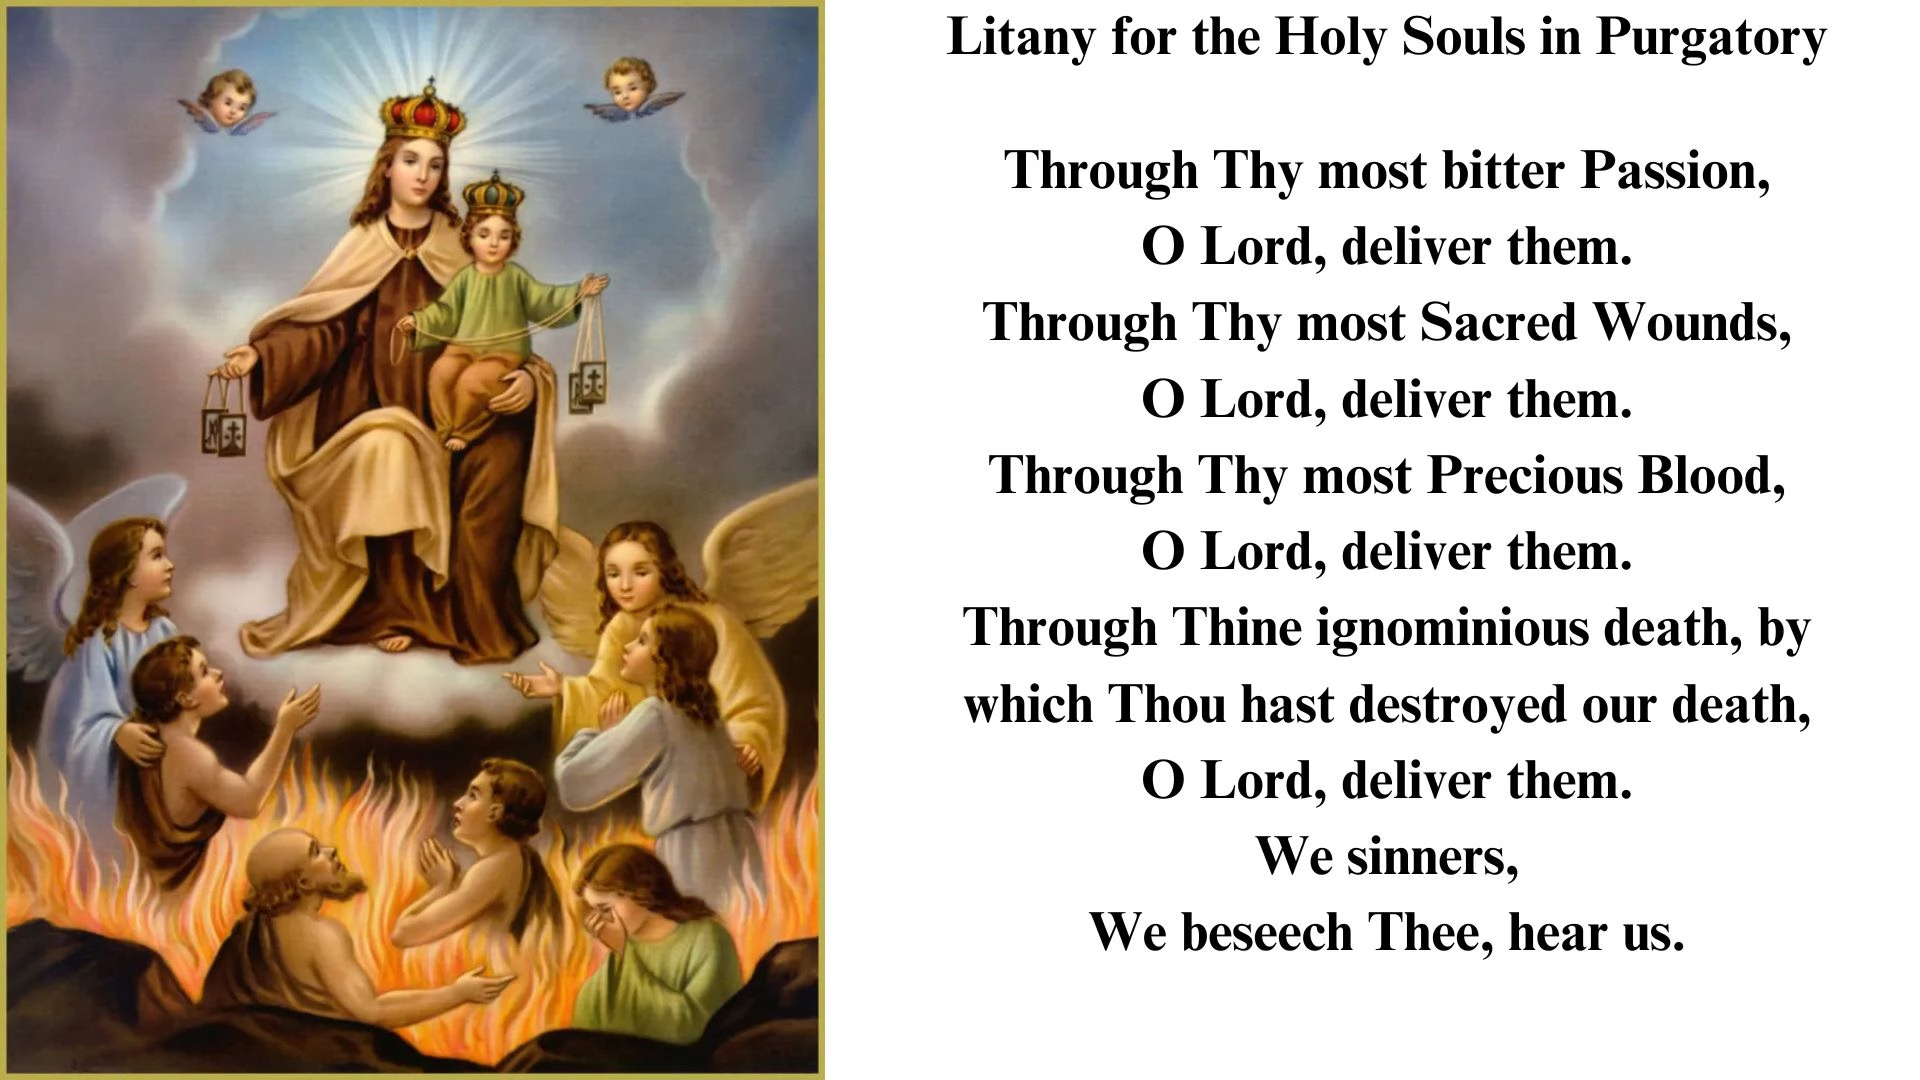 Litany for the Holy Souls in Purgatory
Through Thy most bitter Passion,
O Lord, deliver them.
Through Thy most Sacred Wounds,
O Lord, deliver them.
Through Thy most Precious Blood,
O Lord, deliver them.
Through Thine ignominious death, by
which Thou hast destroyed our death,
O Lord, deliver them.
We sinners,
We beseech Thee, hear us.